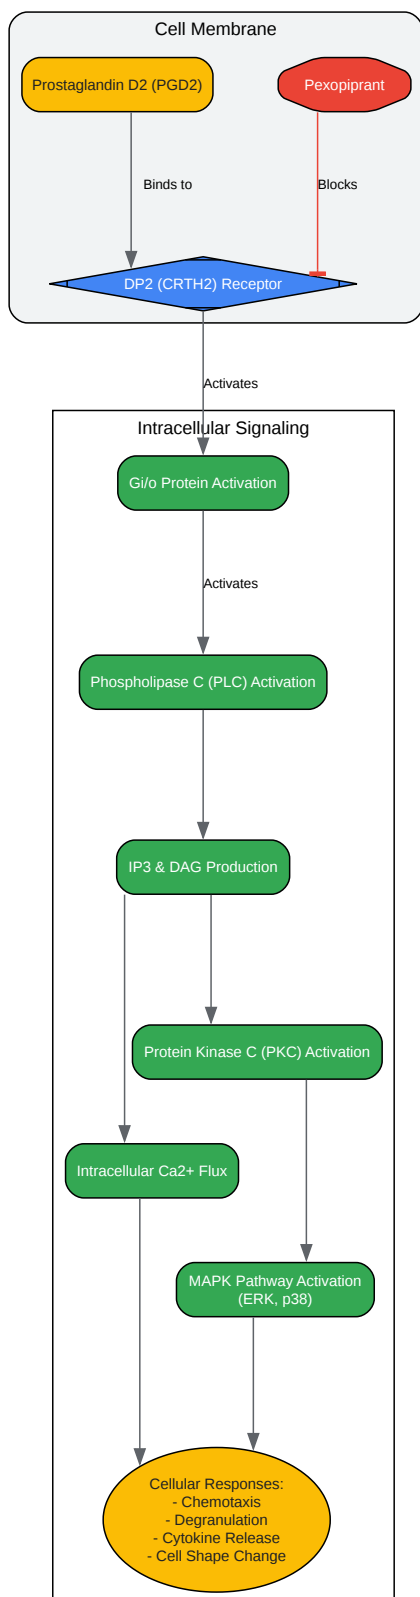 Cell Membrane
Prostaglandin D2 (PGD2)
Pexopiprant
Binds to
Blocks
DP2 (CRTH2) Receptor
Activates
Intracellular Signaling
Gi/o Protein Activation
Activates
Phospholipase C (PLC) Activation
IP3 & DAG Production
Protein Kinase C (PKC) Activation
Intracellular Ca2+ Flux
MAPK Pathway Activation
(ERK, p38)
Cellular Responses:
- Chemotaxis
- Degranulation
- Cytokine Release
- Cell Shape Change